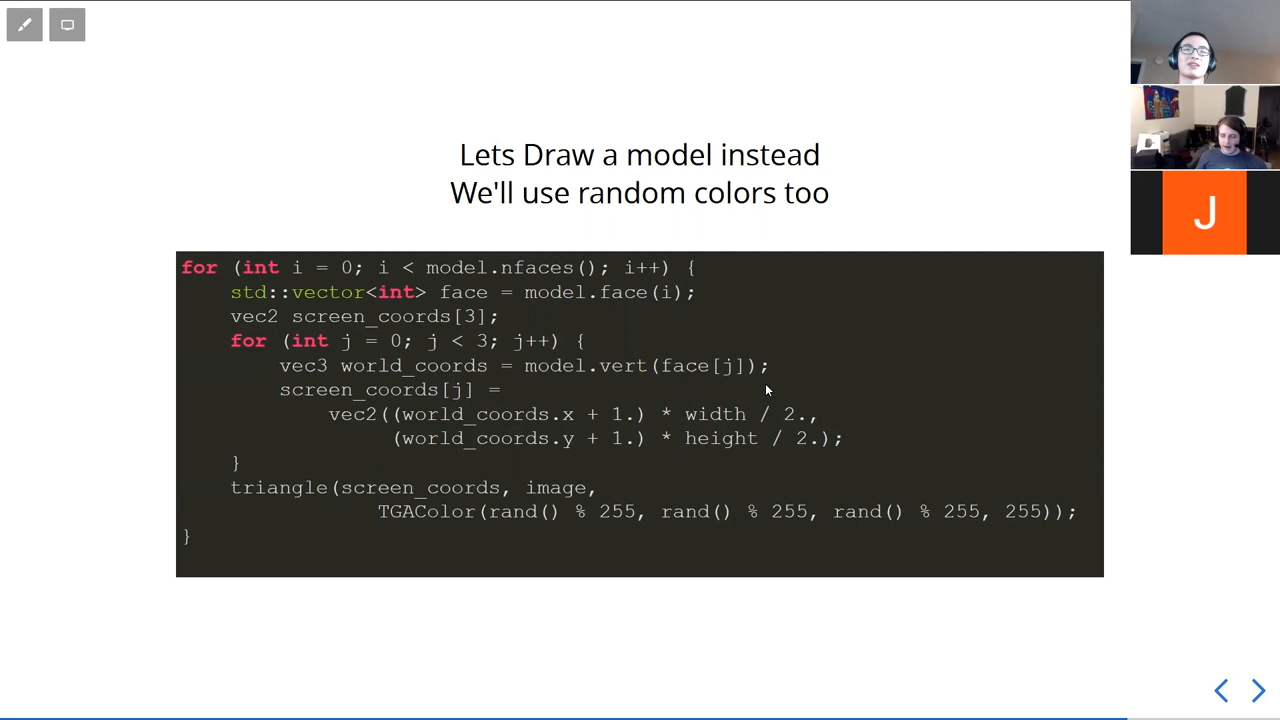 Lets Draw a model instead
We'll use random colors too
for (int i = 0; i < model.nfaces(); i++) {
    std::vector<int> face = model.face(i);
    vec2 screen_coords[3];
    for (int j = 0; j < 3; j++) {
        vec3 world_coords = model.vert(face[j]);
        screen_coords[j] =
            vec2((world_coords.x + 1.) * width / 2.,
                 (world_coords.y + 1.) * height / 2.);
    }
    triangle(screen_coords, image,
                TGAColor(rand() % 255, rand() % 255, rand() % 255, 255));
}
J